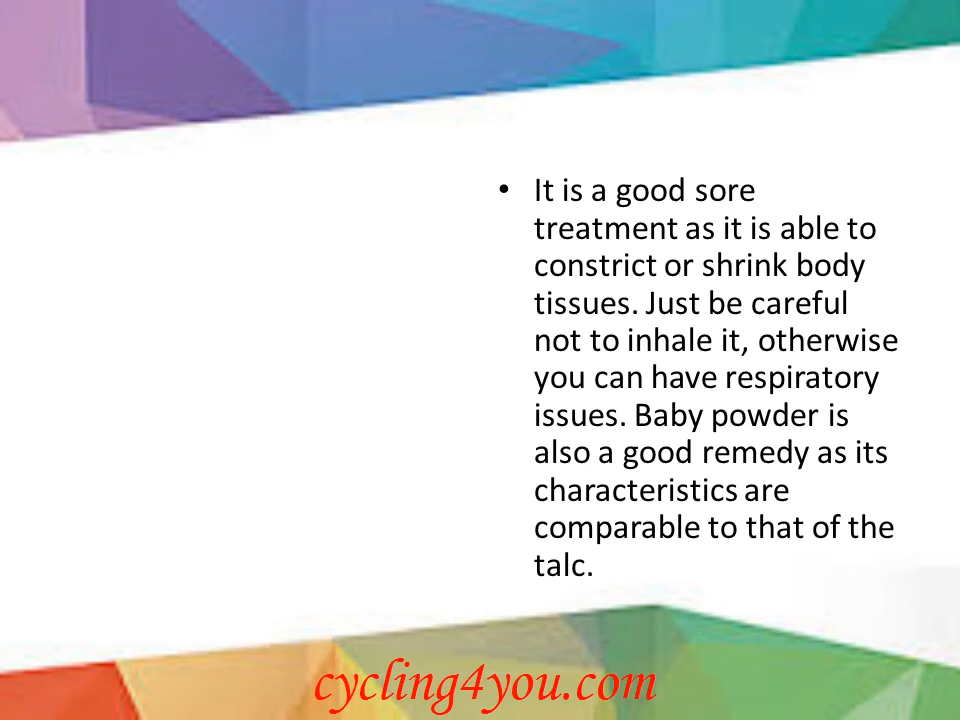 • It is a good sore
treatment as it is able to
constrict or shrink body
tissues. Just be careful
not to inhale it, otherwise
you can have respiratory
issues. Baby powder is
also a good remedy as its
characteristics are
comparable to that of the
talc.
cycling4you.com